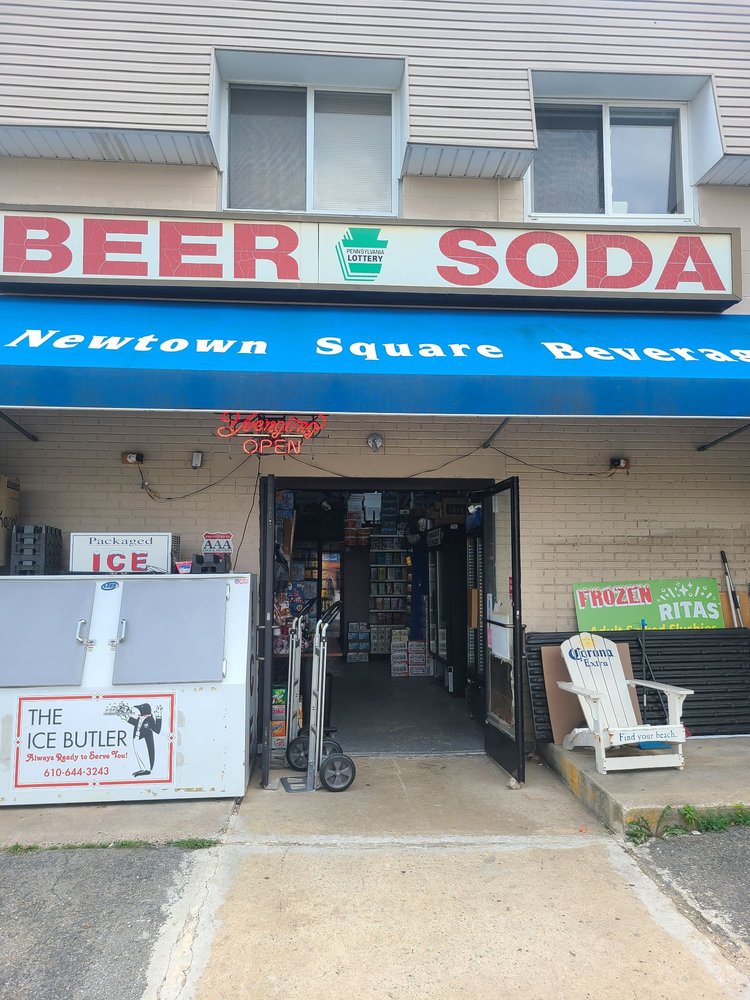 BEER PENNSYLVANIA LOTTERY SODA
Newtown Square Beverag
Yuengling
OPEN
Packaged
ICE
AAA
FROZEN RITAS
Corona
Extra
Find your beach.
THE
ICE BUTLER
Always Ready to Serve You!
610-644-3243